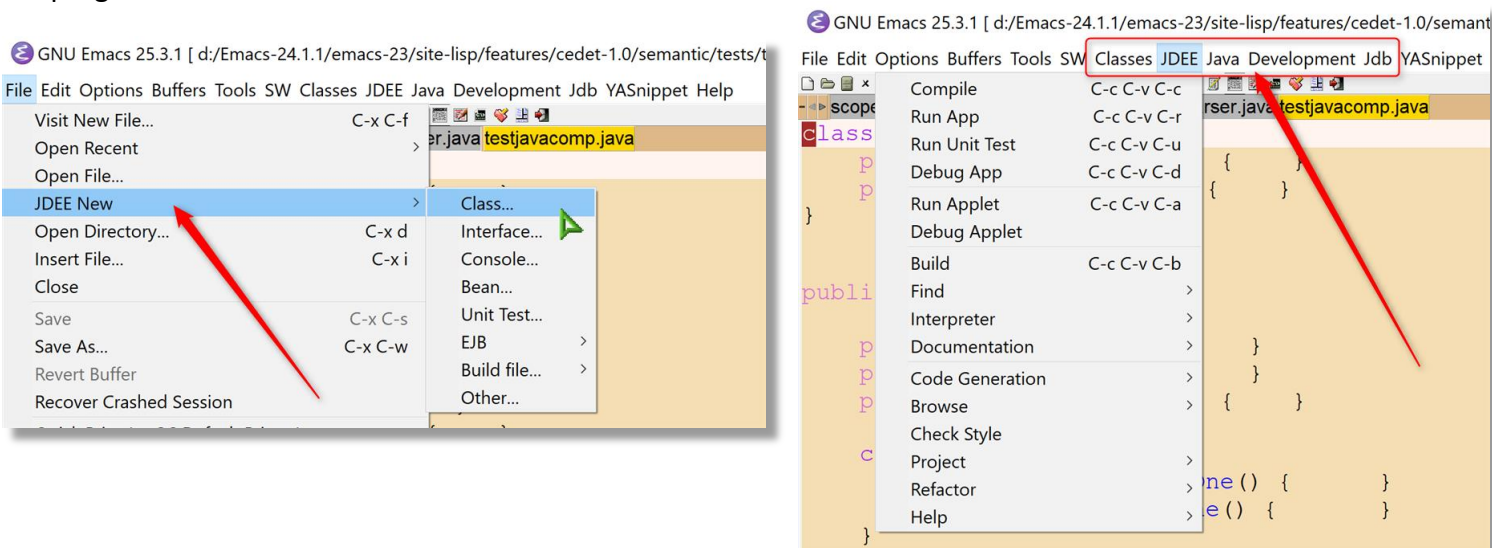 GNU Emacs 25.3.1 [ d:/Emacs-24.1.1/emacs-23/site-lisp/features/cedet-1.0/semantic/tests/t
File Edit Options Buffers Tools SW Classes JDEE Java Development Jdb YASnippet Help
er.java testjavacomp.java
Visit New File... C-x C-f
Open Recent
Open File...
JDEE New
Open Directory... C-x d
Insert File... C-x i
Close
Save C-x C-s
Save As... C-x C-w
Revert Buffer
Recover Crashed Session
Class...
Interface...
Console...
Bean...
Unit Test...
EJB
Build file...
Other...
GNU Emacs 25.3.1 [ d:/Emacs-24.1.1/emacs-23/site-lisp/features/cedet-1.0/semant
File Edit Options Buffers Tools SW Classes JDEE Java Development Jdb YASnippet
scope rser.java testjavacomp.java
class
p { }
p { }
}
publi
p }
p }
p { }
c
One() { }
e() { }
}
Compile C-c C-v C-c
Run App C-c C-v C-r
Run Unit Test C-c C-v C-u
Debug App C-c C-v C-d
Run Applet C-c C-v C-a
Debug Applet
Build C-c C-v C-b
Find
Interpreter
Documentation
Code Generation
Browse
Check Style
Project
Refactor
Help